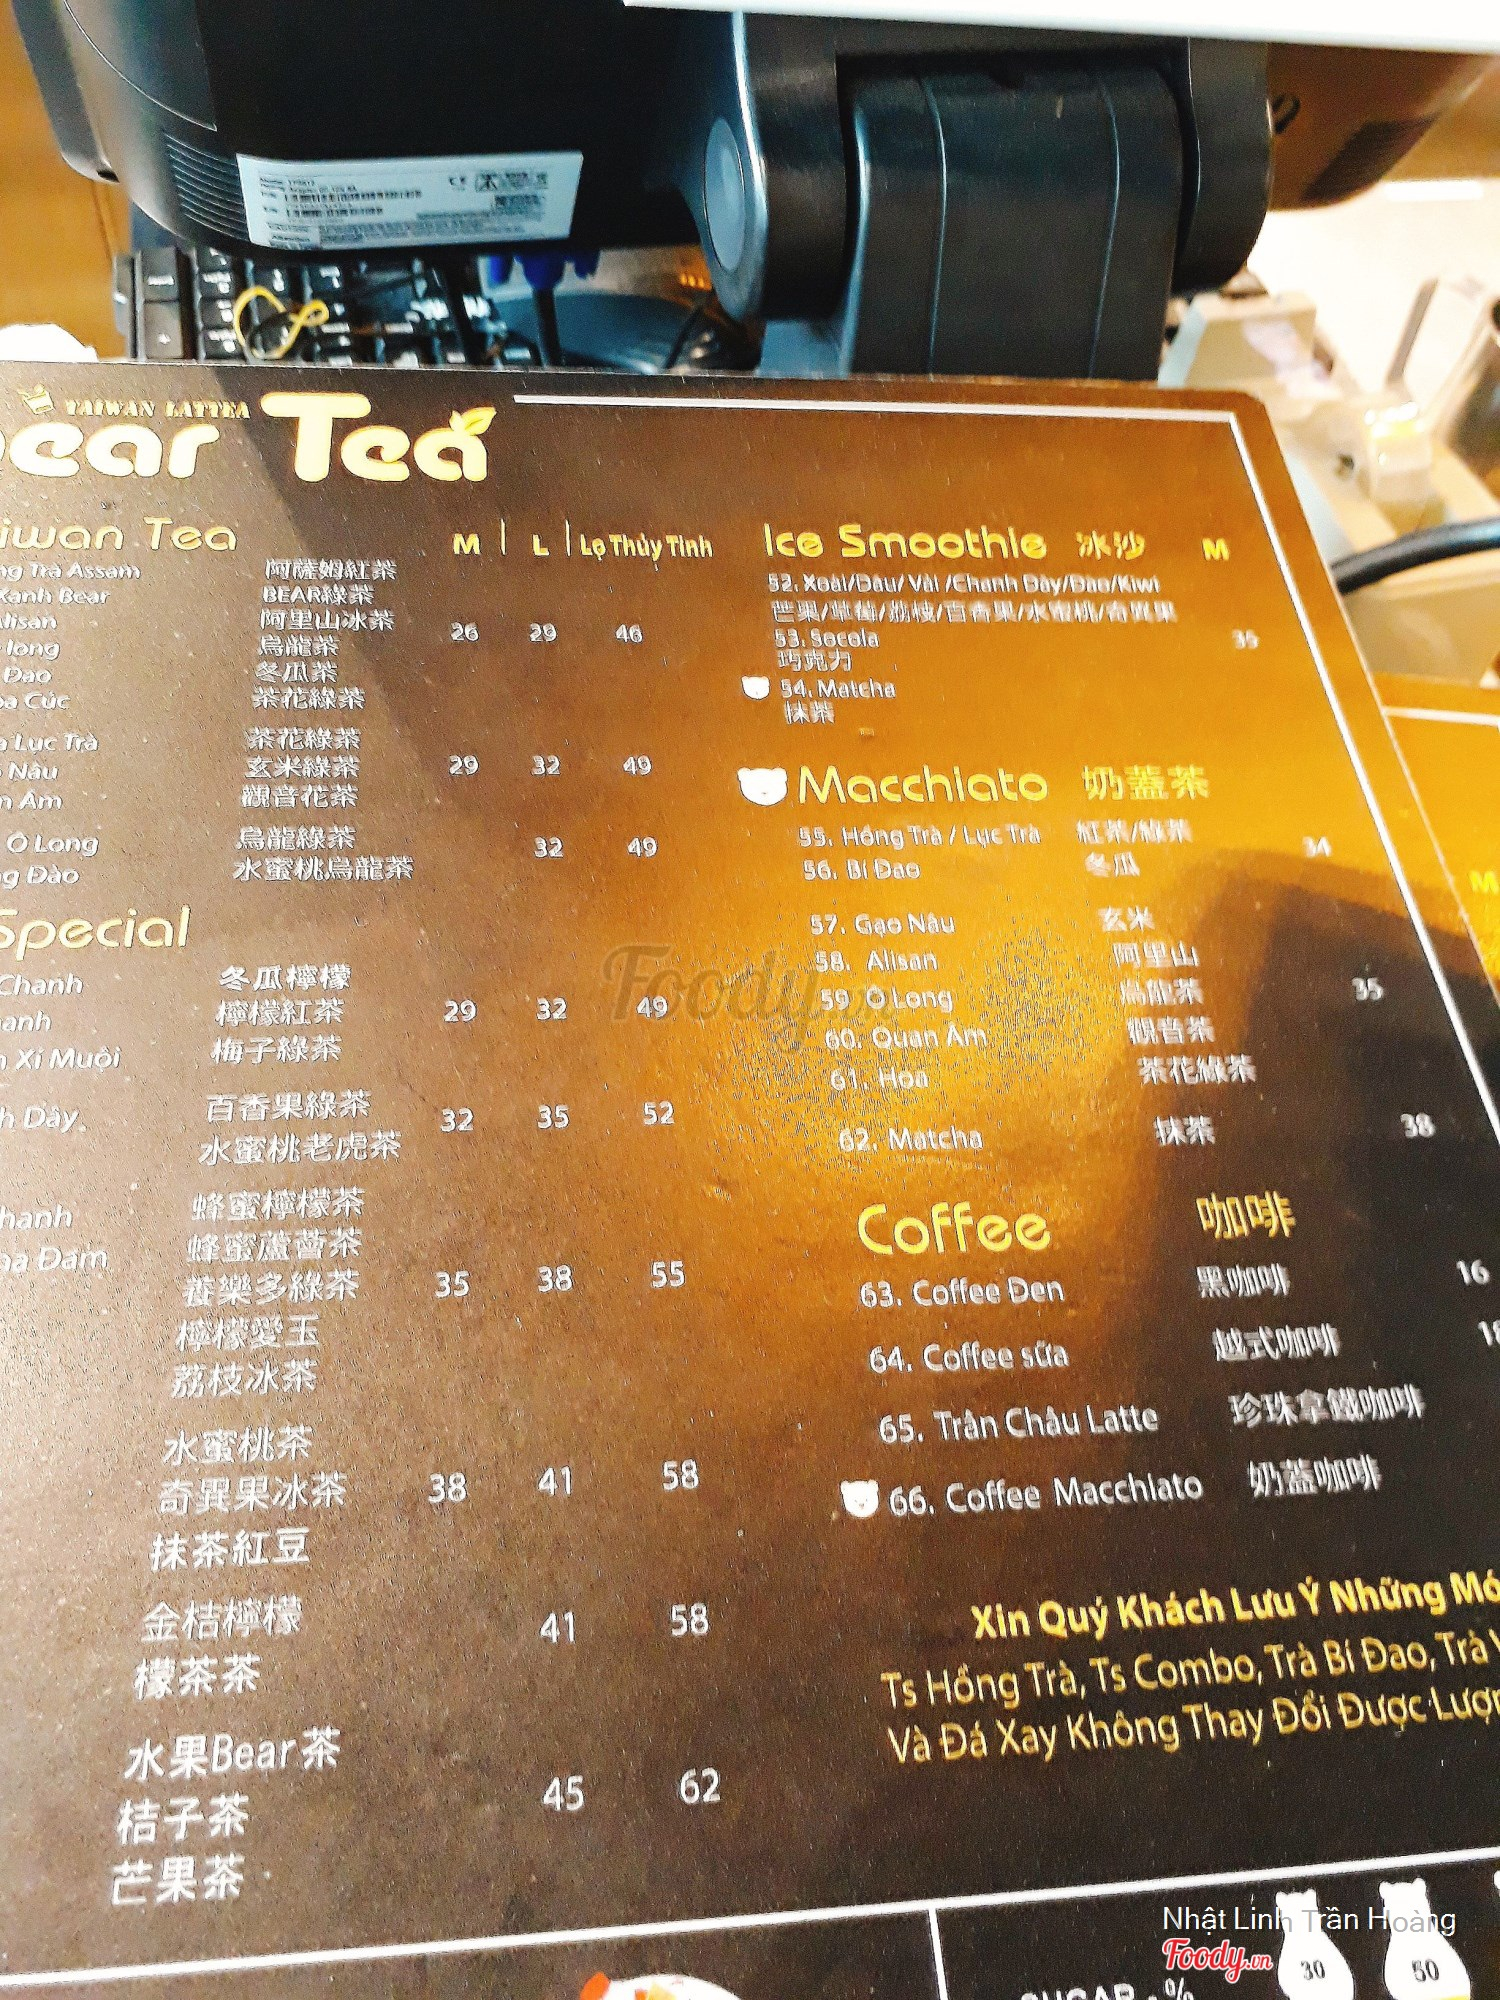 TAIWAN LATTEA
ear Tea
iwan Tea M L Lọ Thủy Tinh
ng Trà Assam 阿薩姆紅茶
Xanh Bear BEAR綠茶
Alisan 阿里山冰茶
long 烏龍茶 26 29 46
Đao 冬瓜茶
oa Cúc 茶花綠茶
a Lục Trà 茶花綠茶
Nâu 玄米綠茶 29 32 49
n Âm 觀音花茶
Ô Long 烏龍綠茶 32 49
ng Đào 水蜜桃烏龍茶
Special
Chanh 冬瓜檸檬
hanh 檸檬紅茶 29 32 49
n Xí Muội 梅子綠茶
h Dây 百香果綠茶 32 35 52
水蜜桃老虎茶
hanh 蜂蜜檸檬茶
ha Đam 蜂蜜蘆薈茶
養樂多綠茶 35 38 55
檸檬愛玉
荔枝冰茶
水蜜桃茶
奇異果冰茶 38 41 58
抹茶紅豆
金桔檸檬 41 58
檬茶茶
水果Bear茶
桔子茶 45 62
芒果茶
Ice Smoothie 冰沙 M
52. Xoài/Dâu/ Vải /Chanh Dây/Đào/Kiwi
芒果/草莓/荔枝/百香果/水蜜桃/奇異果
53. Socola 35
巧克力
54. Matcha
抹茶
Macchiato 奶蓋茶
55. Hồng Trà / Lục Trà 紅茶/綠茶 34
56. Bí Đao 冬瓜
57. Gạo Nâu 玄米
58. Alisan 阿里山
59 Ô Long 烏龍茶 35
60. Quan Âm 觀音茶
61. Hoa 茶花綠茶
62. Matcha 抹茶 38
Coffee 咖啡
63. Coffee Đen 黑咖啡 16
64. Coffee sữa 越式咖啡 18
65. Trân Châu Latte 珍珠拿鐵咖啡
66. Coffee Macchiato 奶蓋咖啡
Xin Quý Khách Lưu Ý Những Mó
Ts Hồng Trà, Ts Combo, Trà Bí Đao, Trà
Và Đá Xay Không Thay Đổi Được Lượn
SUGAR - % 30 50
Foody.vn
Nhật Linh Trần Hoàng
Foody.vn